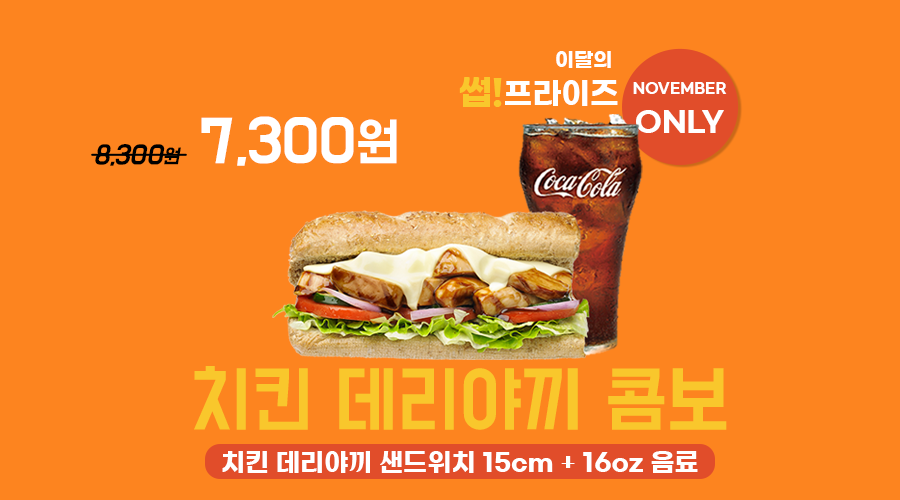 이달의
썹!프라이즈
NOVEMBER
ONLY
8,300원
7,300원
Coca-Cola
치킨 데리야끼 콤보
치킨 데리야끼 샌드위치 15cm + 16oz 음료